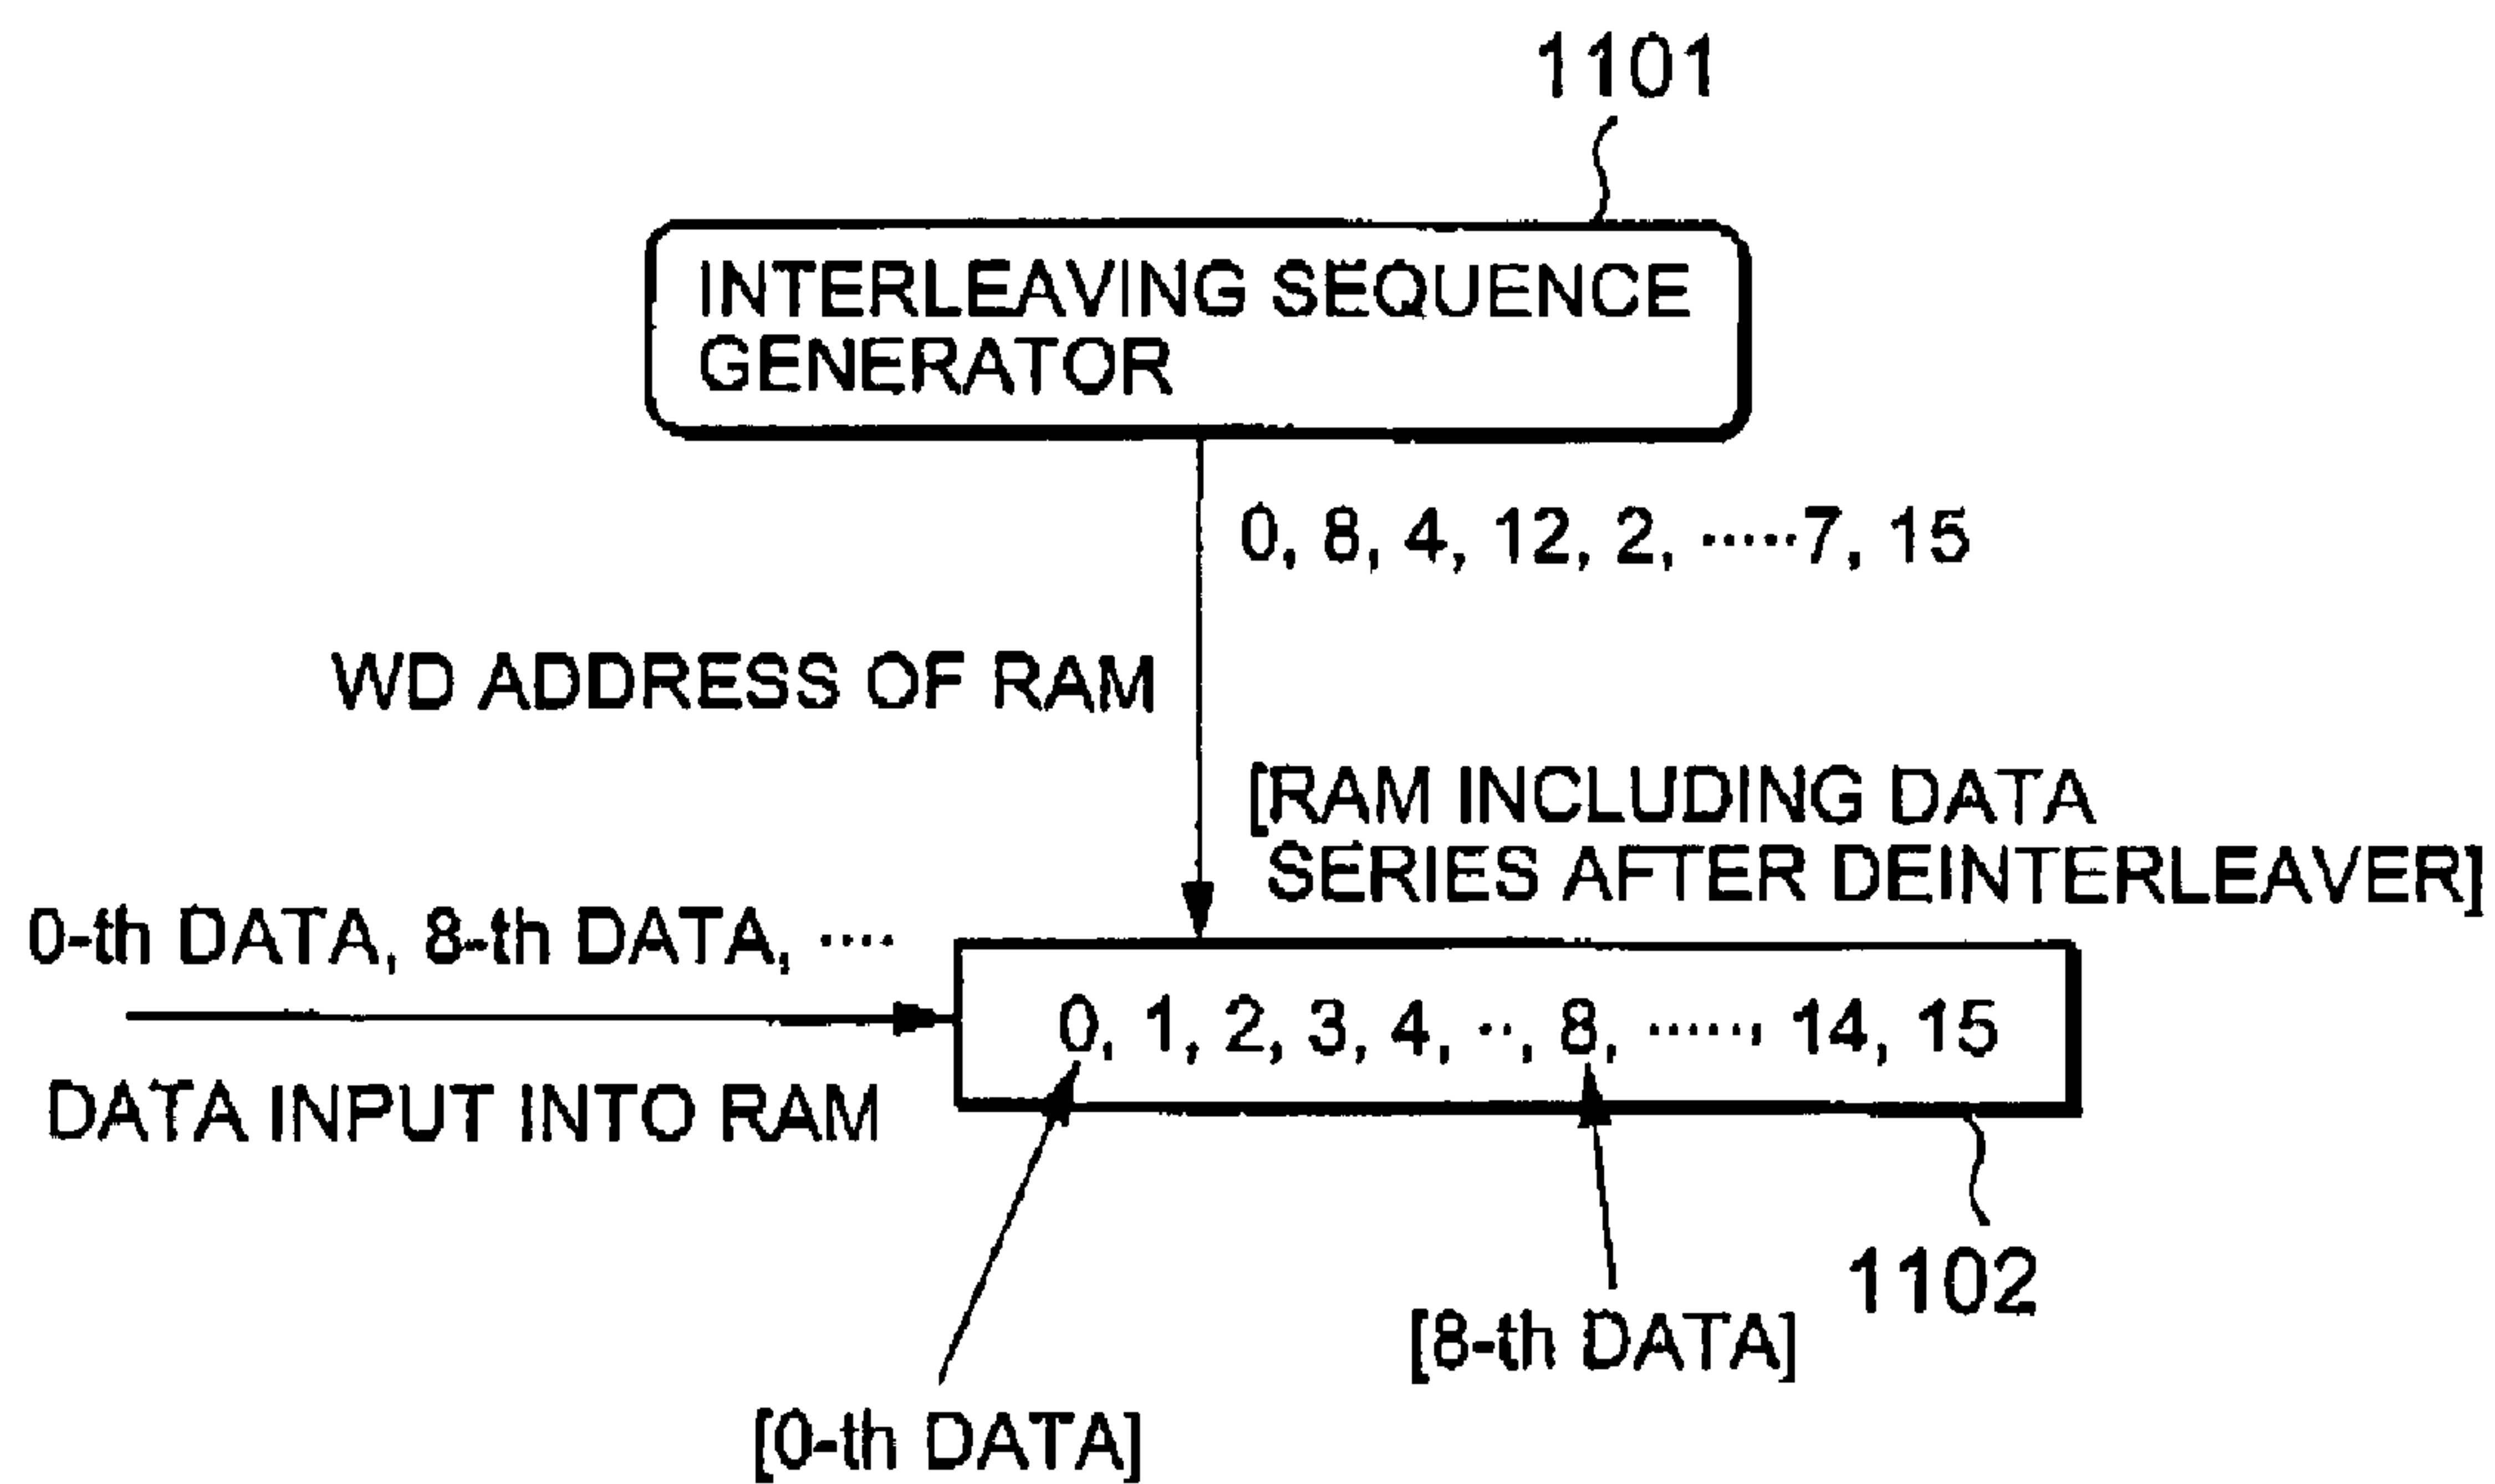 1101
INTERLEAVING SEQUENCE
GENERATOR
0, 8, 4, 12, 2, ·····7, 15
WD ADDRESS OF RAM
[RAM INCLUDING DATA
SERIES AFTER DEINTERLEAVER]
0-th DATA, 8-th DATA, ····
0, 1, 2, 3, 4, ··, 8, ·····, 14, 15
DATA INPUT INTO RAM
1102
[8-th DATA]
[0-th DATA]